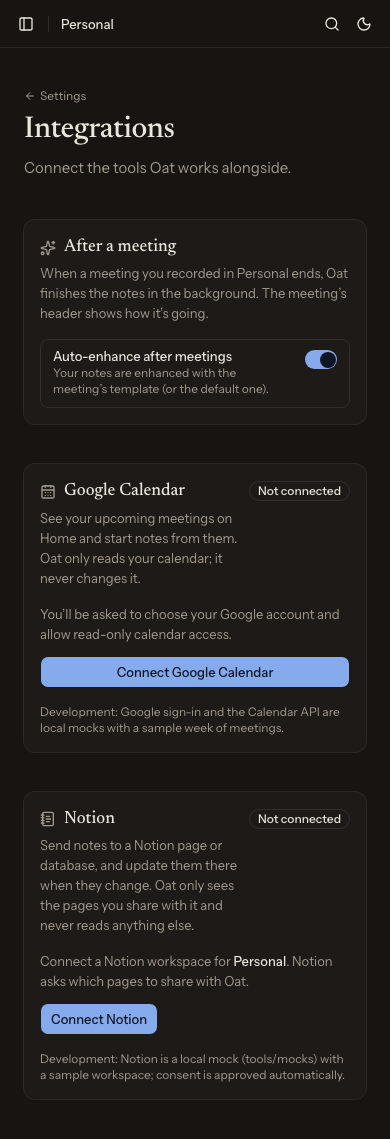 Personal
← Settings
Integrations
Connect the tools Oat works alongside.
After a meeting
When a meeting you recorded in Personal ends, Oat
finishes the notes in the background. The meeting's
header shows how it's going.
Auto-enhance after meetings
Your notes are enhanced with the
meeting's template (or the default one).
Google Calendar
Not connected
See your upcoming meetings on
Home and start notes from them.
Oat only reads your calendar; it
never changes it.
You'll be asked to choose your Google account and
allow read-only calendar access.
Connect Google Calendar
Development: Google sign-in and the Calendar API are
local mocks with a sample week of meetings.
Notion
Not connected
Send notes to a Notion page or
database, and update them there
when they change. Oat only sees
the pages you share with it and
never reads anything else.
Connect a Notion workspace for Personal. Notion
asks which pages to share with Oat.
Connect Notion
Development: Notion is a local mock (tools/mocks) with
a sample workspace; consent is approved automatically.